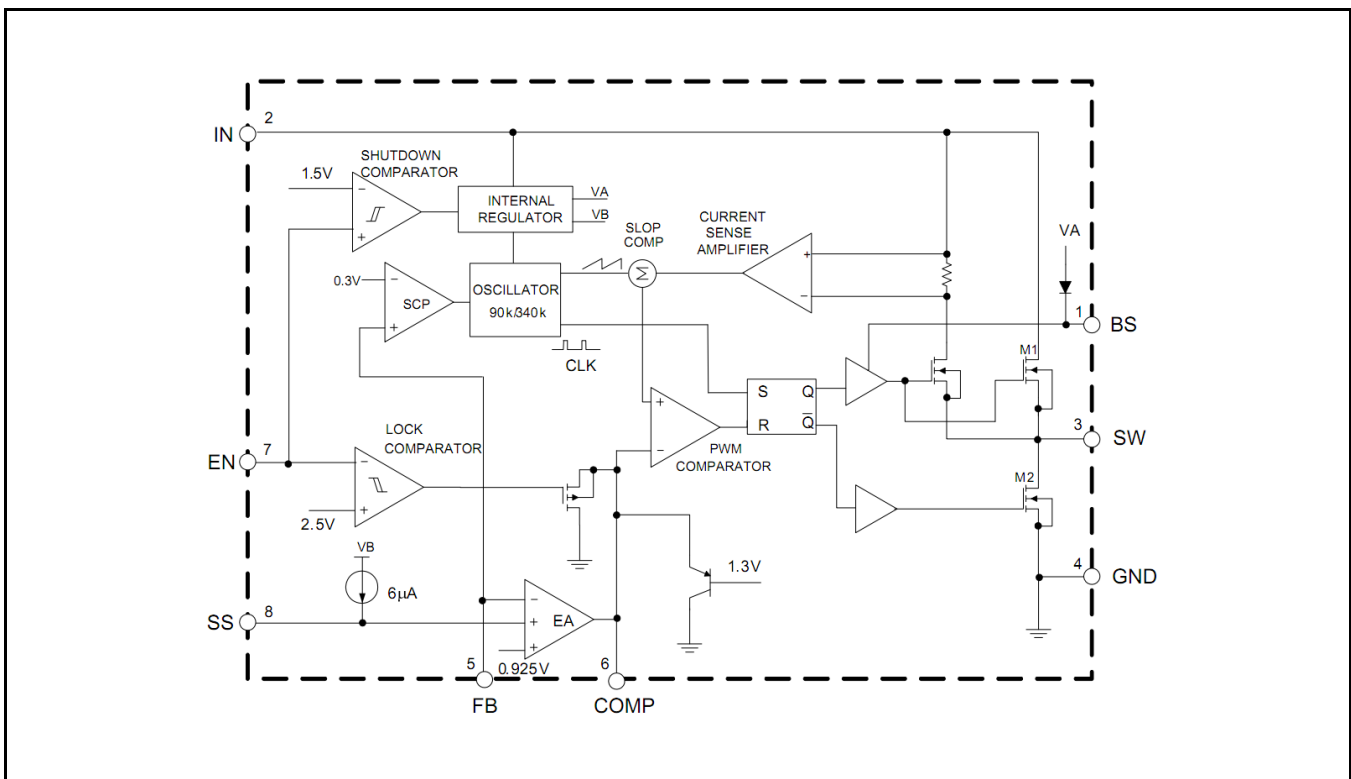 2
IN
SHUTDOWN
COMPARATOR
1.5V
−
+
INTERNAL
REGULATOR
VA
VB
SLOP
COMP
Σ
CURRENT
SENSE
AMPLIFIER
+
−
VA
1
BS
0.3V
−
SCP
+
OSCILLATOR
90k/340k
CLK
M1
S Q
R Q̅
+
−
PWM
COMPARATOR
3
SW
LOCK
COMPARATOR
7
EN
−
+
2.5V
M2
VB
6µA
1.3V
4
GND
8
SS
−
+
EA
+
0.925V
5
FB
6
COMP